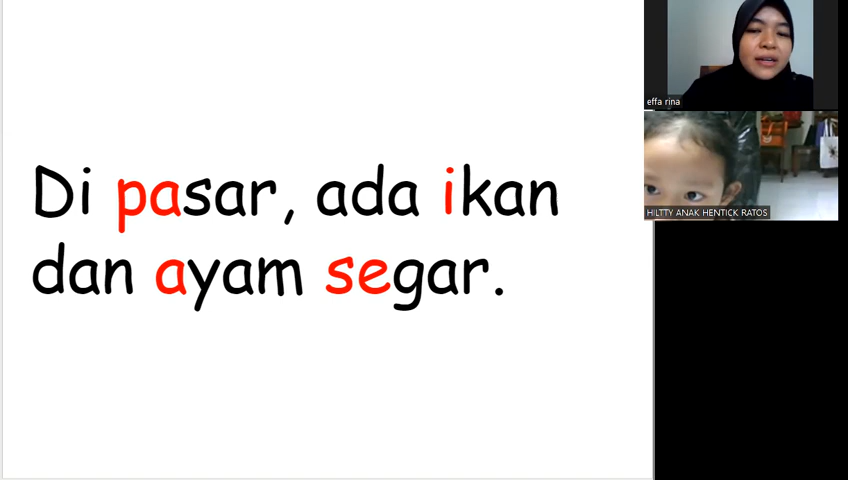 Di pasar, ada ikan
dan ayam segar.
effa rina
HILTTY ANAK HENTICK RATOS